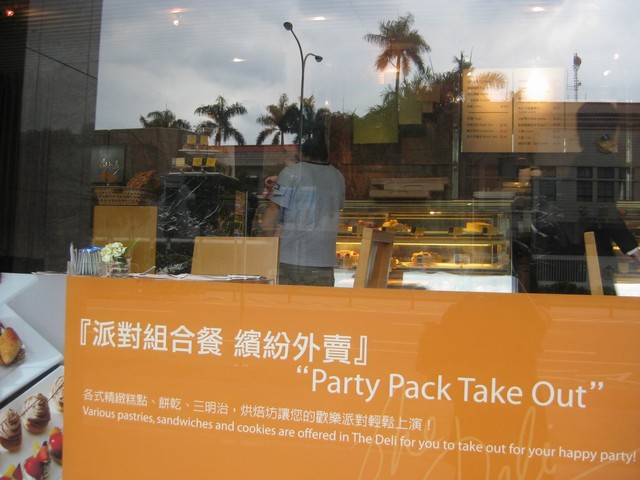 『派對組合餐 繽紛外賣』
“Party Pack Take Out”
各式精緻糕點、餅乾、三明治，烘焙坊讓您的歡樂派對輕鬆上演！
Various pastries, sandwiches and cookies are offered in The Deli for you to take out for your happy party!
The Deli